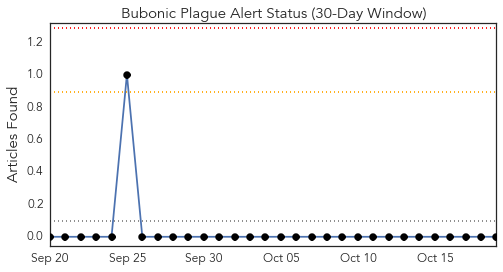 Bubonic Plague Alert Status (30-Day Window)
Articles Found
1.2
1.0
0.8
0.6
0.4
0.2
0.0
Sep 20 Sep 25 Sep 30 Oct 05 Oct 10 Oct 15